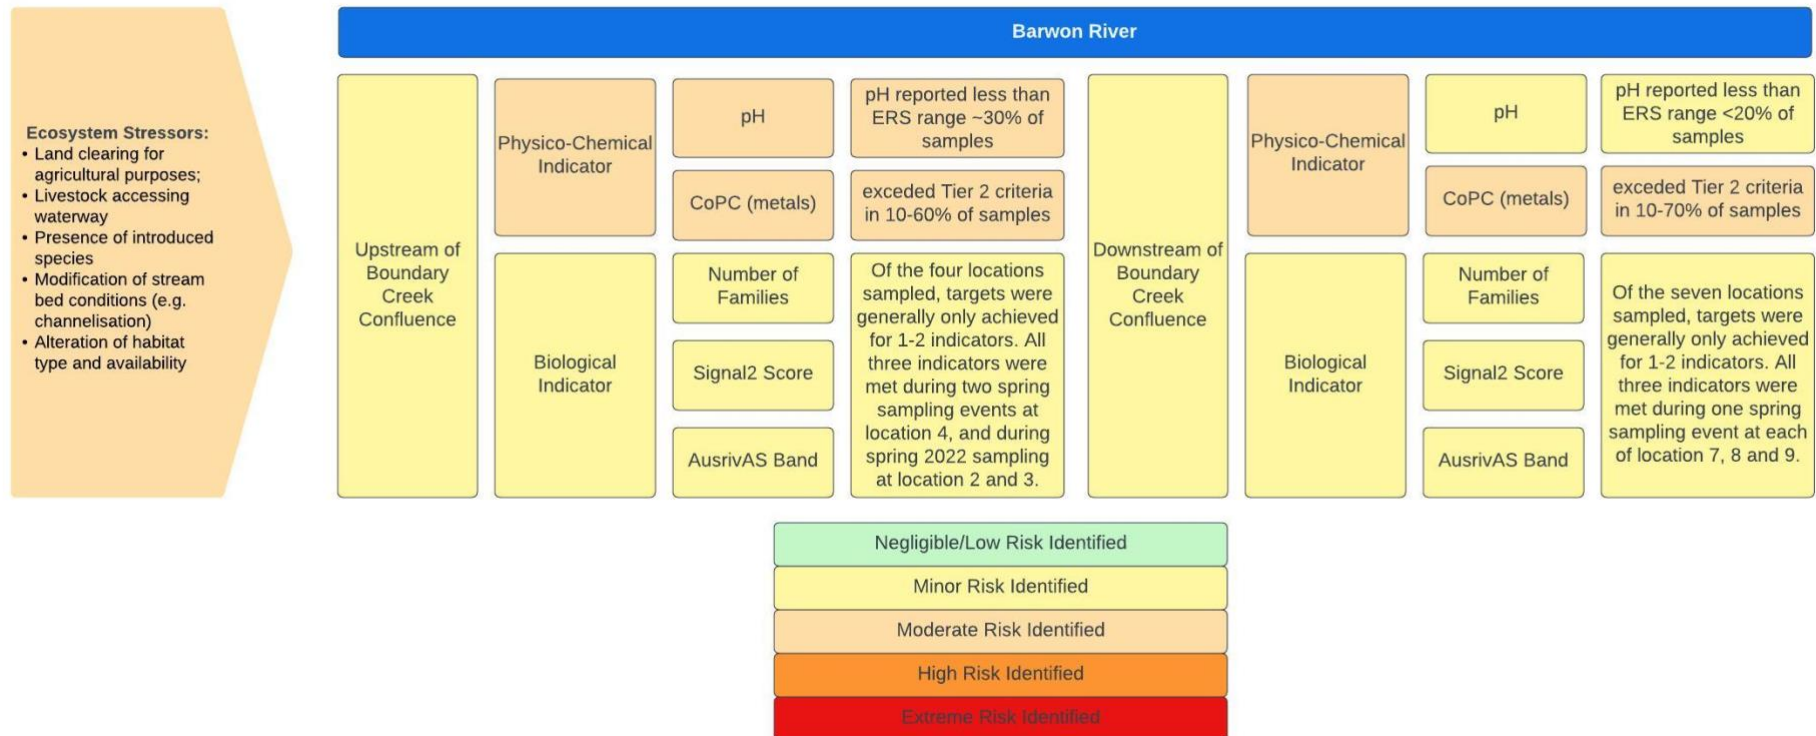 Barwon River
Ecosystem Stressors:
• Land clearing for
agricultural purposes;
• Livestock accessing
waterway
• Presence of introduced
species
• Modification of stream
bed conditions (e.g.
channelisation)
• Alteration of habitat
type and availability
Upstream of
Boundary
Creek
Confluence
Physico-Chemical
Indicator
pH
pH reported less than
ERS range ~30% of
samples
CoPC (metals)
exceded Tier 2 criteria
in 10-60% of samples
Biological
Indicator
Number of
Families
Signal2 Score
AusrivAS Band
Of the four locations
sampled, targets were
generally only achieved
for 1-2 indicators. All
three indicators were
met during two spring
sampling events at
location 4, and during
spring 2022 sampling
at location 2 and 3.
Downstream of
Boundary
Creek
Confluence
Physico-Chemical
Indicator
pH
pH reported less than
ERS range <20% of
samples
CoPC (metals)
exceded Tier 2 criteria
in 10-70% of samples
Biological
Indicator
Number of
Families
Signal2 Score
AusrivAS Band
Of the seven locations
sampled, targets were
generally only achieved
for 1-2 indicators. All
three indicators were
met during one spring
sampling event at each
of location 7, 8 and 9.
Negligible/Low Risk Identified
Minor Risk Identified
Moderate Risk Identified
High Risk Identified
Extreme Risk Identified